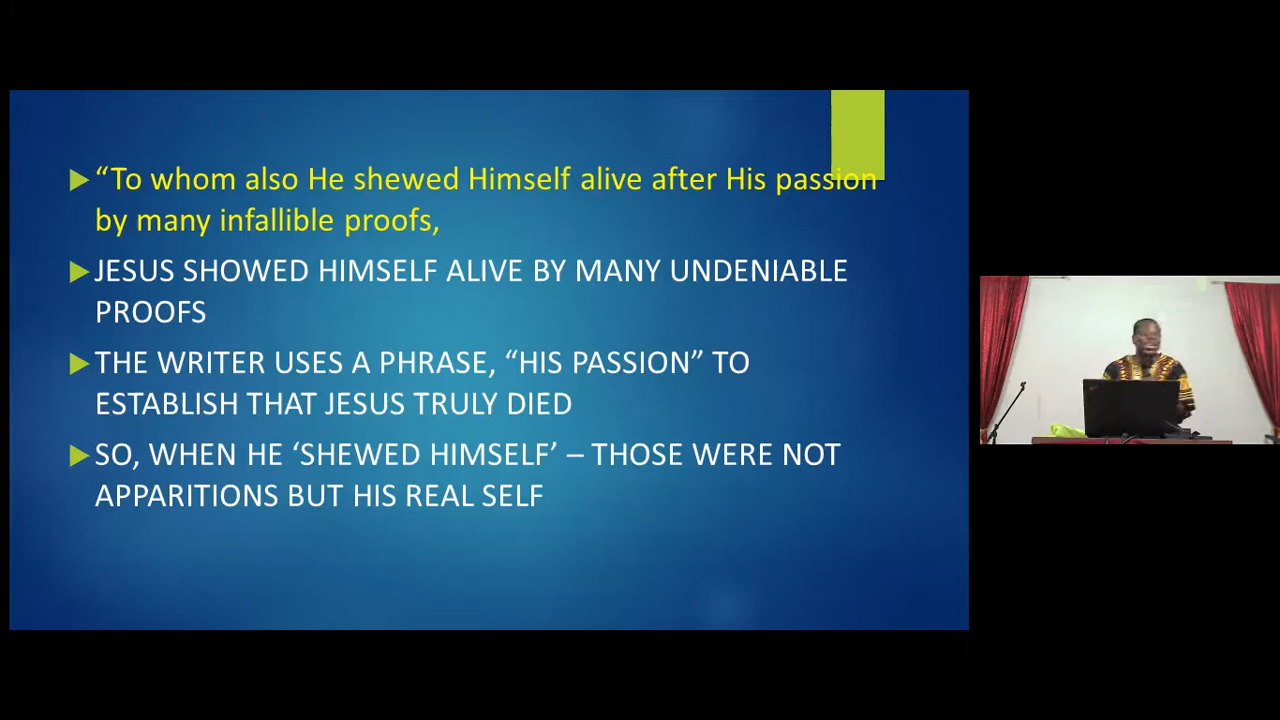 “To whom also He shewed Himself alive after His passion
by many infallible proofs,
JESUS SHOWED HIMSELF ALIVE BY MANY UNDENIABLE
PROOFS
THE WRITER USES A PHRASE, “HIS PASSION” TO
ESTABLISH THAT JESUS TRULY DIED
SO, WHEN HE ‘SHEWED HIMSELF’ – THOSE WERE NOT
APPARITIONS BUT HIS REAL SELF